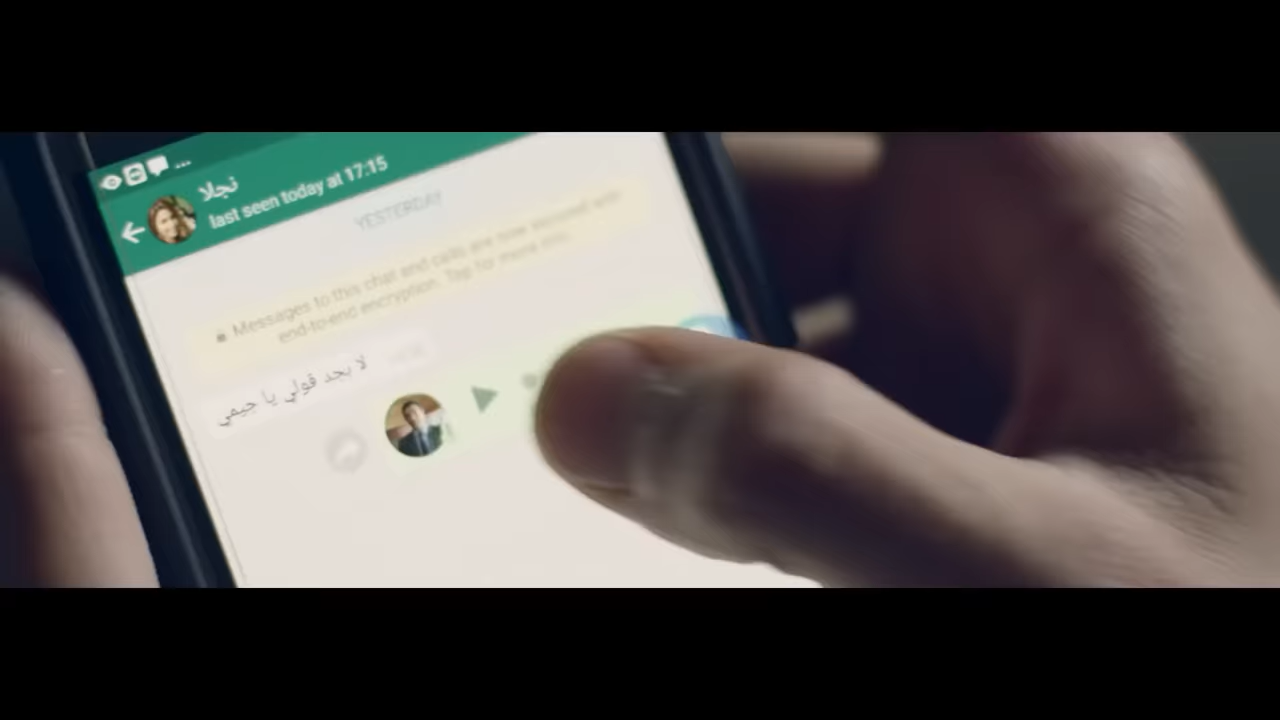 نجلا
last seen today at 17:15
YESTERDAY
Messages to this chat and calls are now secured with
end-to-end encryption. Tap for more info.
لا بجد قولي يا جيمي